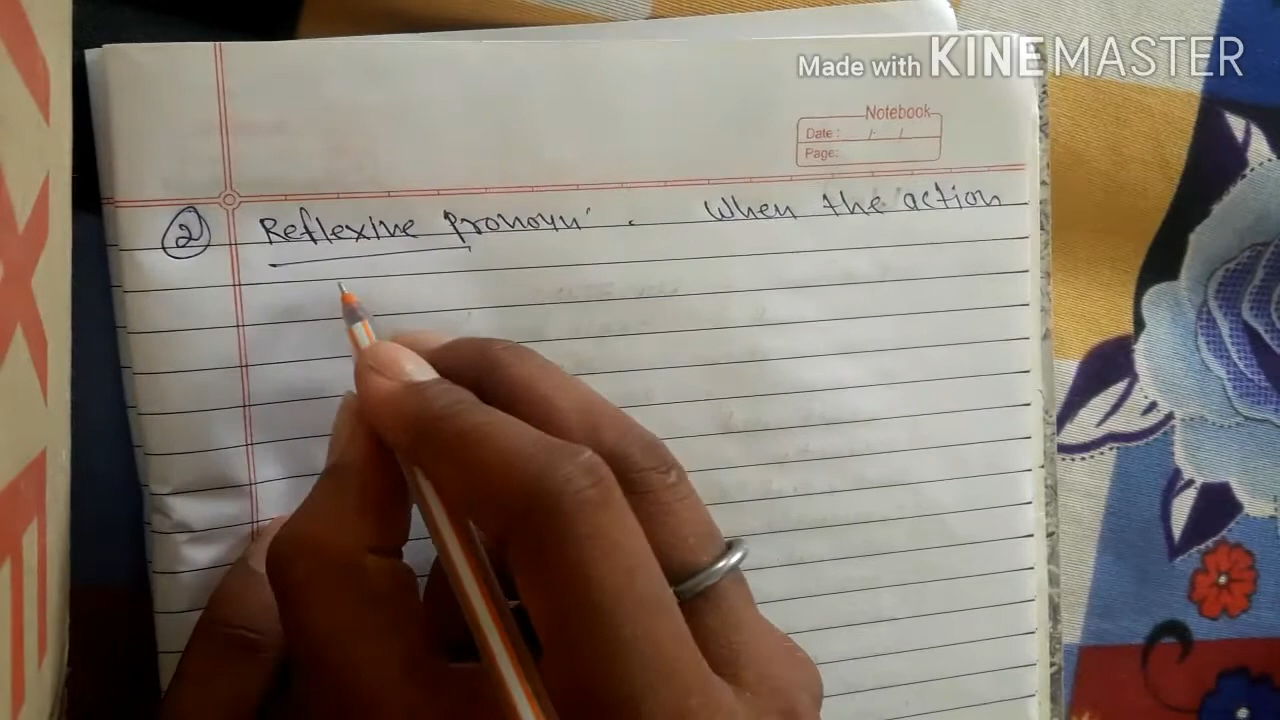 Made with KINEMASTER
Notebook
Date : / /
Page:
② Reflexive pronoun . When the action